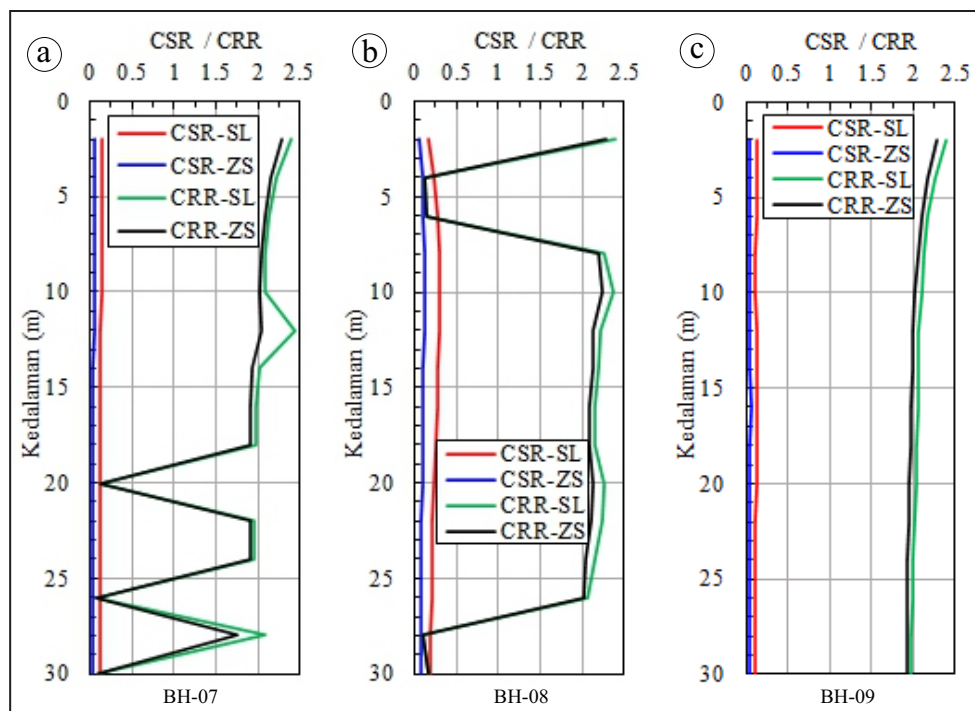 a
CSR / CRR
0 0.5 1 1.5 2 2.5
0
5
10
15
20
25
30
Kedalaman (m)
CSR-SL
CSR-ZS
CRR-SL
CRR-ZS
BH-07
b
CSR / CRR
0 0.5 1 1.5 2 2.5
0
5
10
15
20
25
30
Kedalaman (m)
CSR-SL
CSR-ZS
CRR-SL
CRR-ZS
BH-08
c
CSR / CRR
0 0.5 1 1.5 2 2.5
0
5
10
15
20
25
30
Kedalaman (m)
CSR-SL
CSR-ZS
CRR-SL
CRR-ZS
BH-09